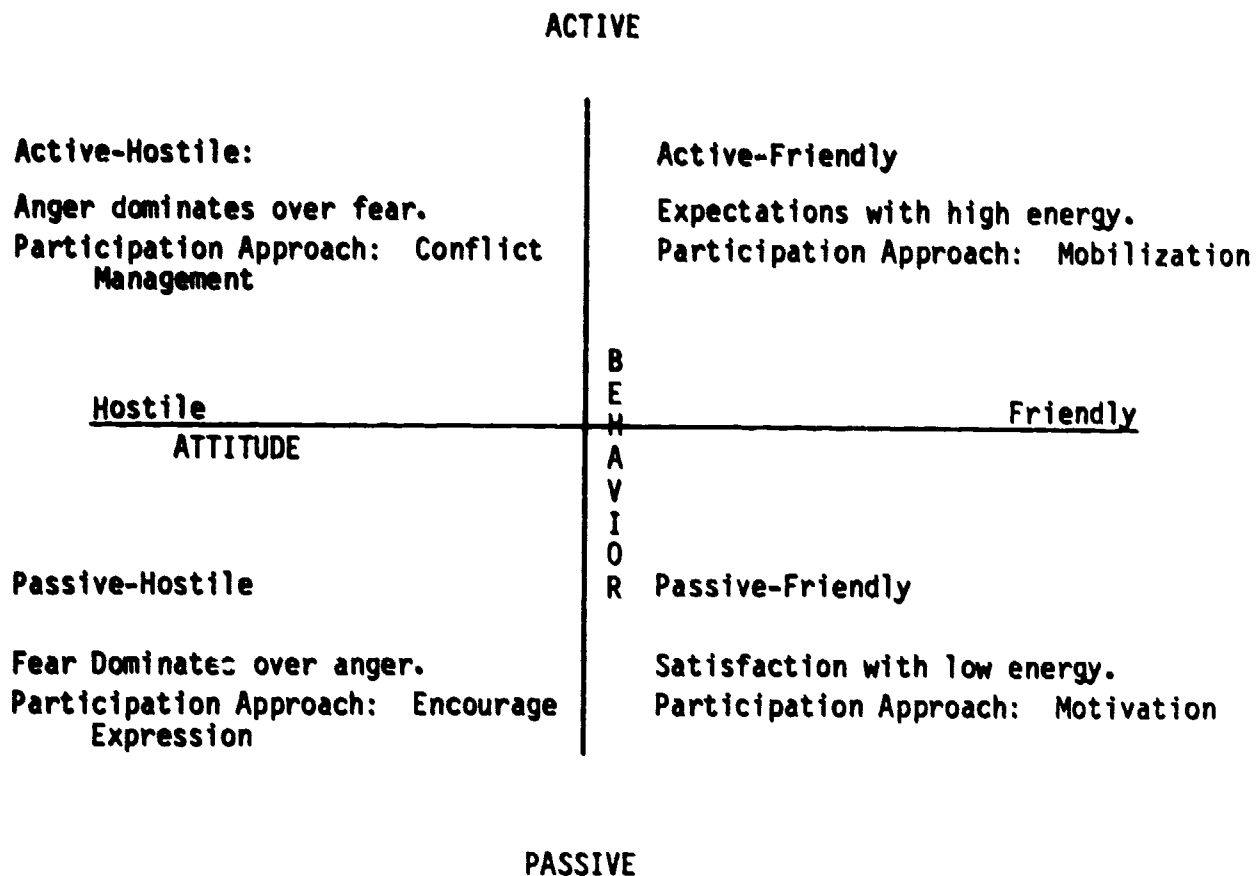 ACTIVE
Active-Hostile:
Anger dominates over fear.
Participation Approach: Conflict
Management
Active-Friendly
Expectations with high energy.
Participation Approach: Mobilization
BEHAVIOR
Hostile
Friendly
ATTITUDE
Passive-Hostile
Fear Dominates over anger.
Participation Approach: Encourage
Expression
Passive-Friendly
Satisfaction with low energy.
Participation Approach: Motivation
PASSIVE